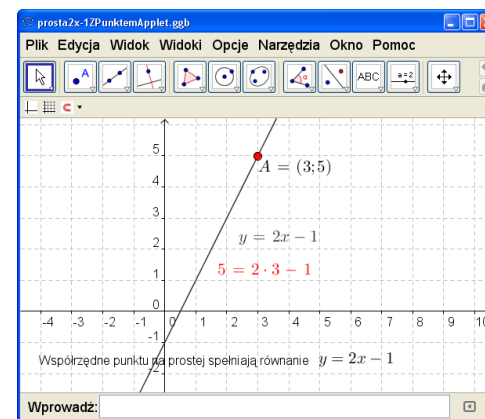 prosta2x-1ZPunktemApplet.ggb
Plik Edycja Widok Widoki Opcje Narzędzia Okno Pomoc
A ABC a=2
5
A = (3;5)
4
3
2
y = 2x − 1
5 = 2 · 3 − 1
1
0
-4 -3 -2 -1 0 1 2 3 4 5 6 7 8 9 10
-1
Współrzędne punktu na prostej spełniają równanie y = 2x − 1
-2
Wprowadź: